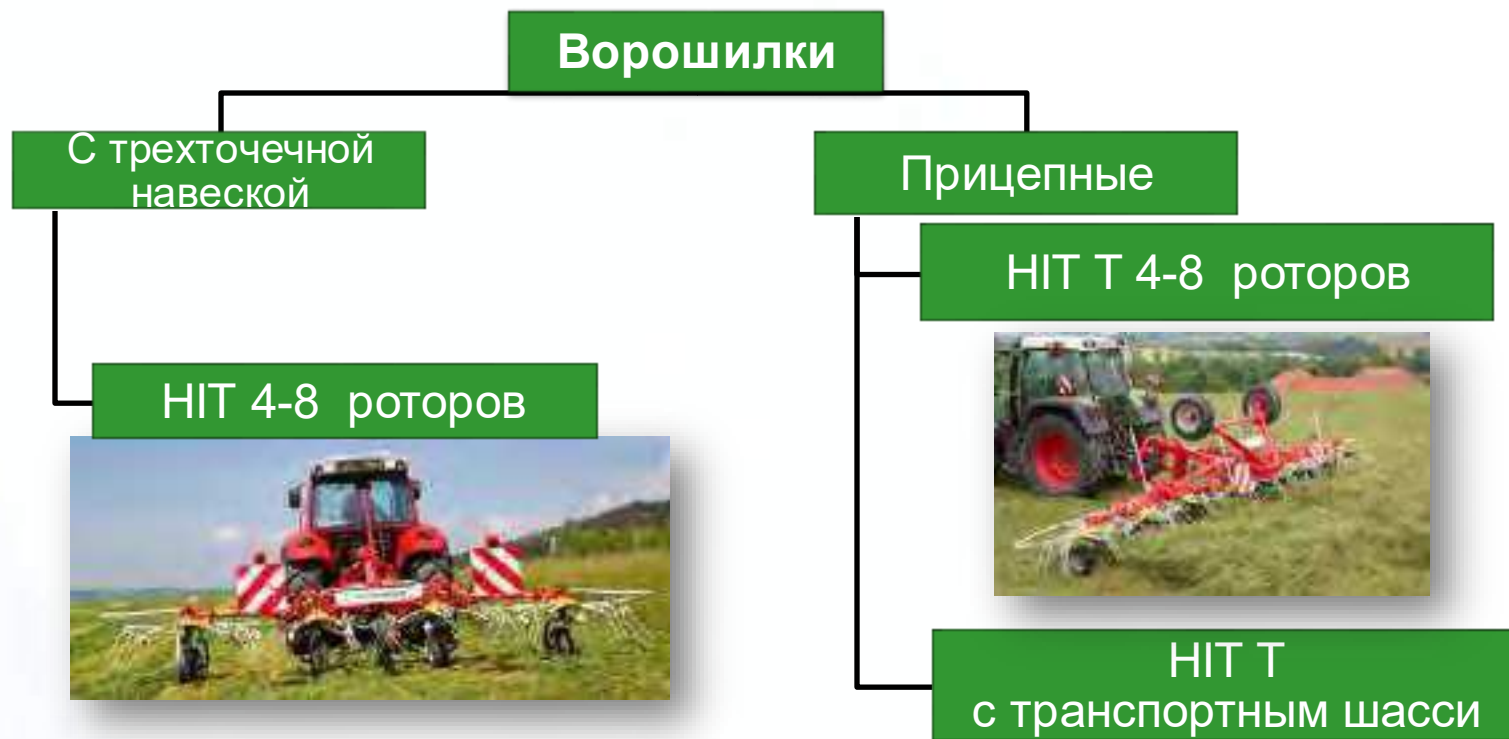 Ворошилки
С трехточечной
навеской
Прицепные
HIT T 4-8 роторов
HIT 4-8 роторов
HIT T
с транспортным шасси